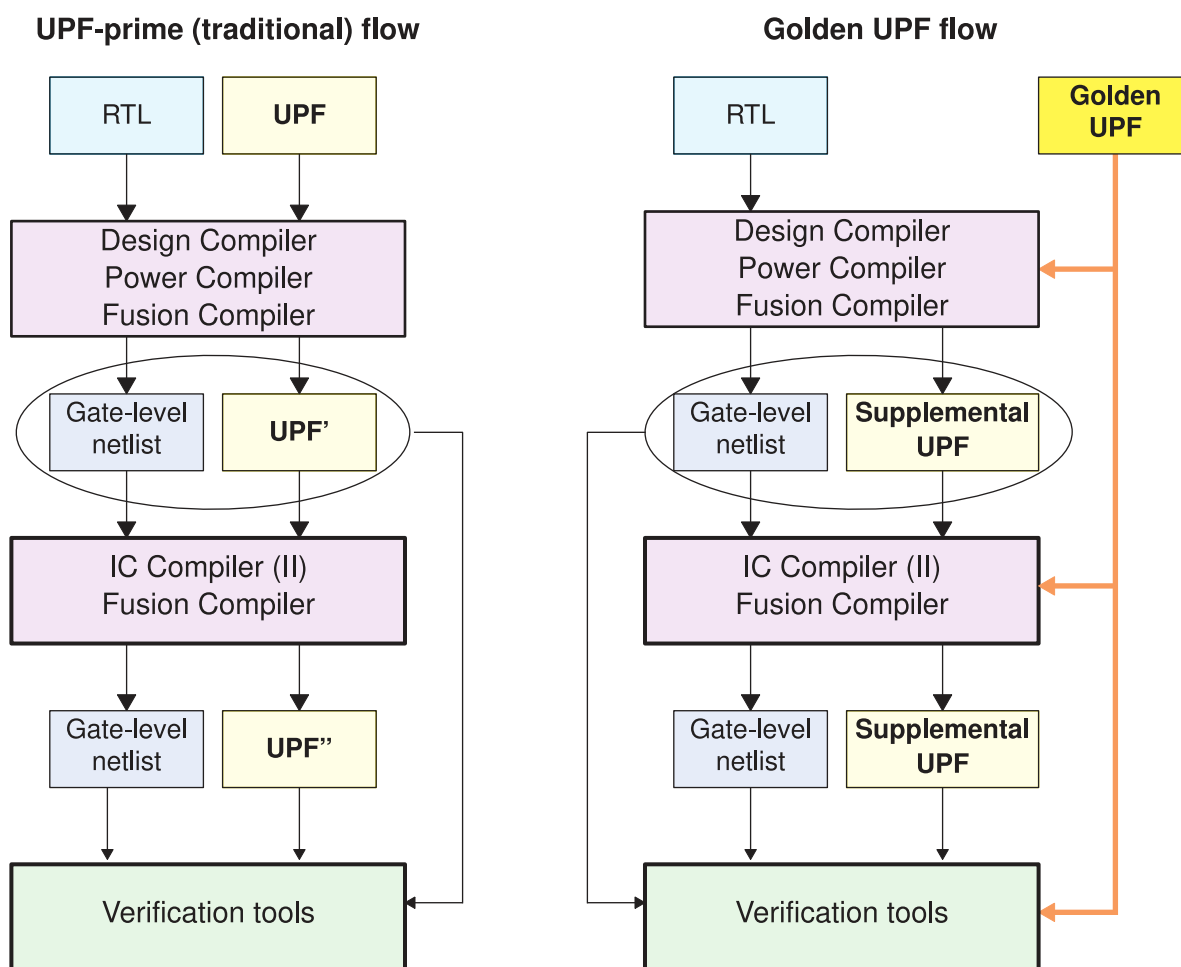 UPF-prime (traditional) flow
RTL
UPF
Design Compiler
Power Compiler
Fusion Compiler
Gate-level
netlist
UPF’
IC Compiler (II)
Fusion Compiler
Gate-level
netlist
UPF’’
Verification tools
Golden UPF flow
RTL
Golden
UPF
Design Compiler
Power Compiler
Fusion Compiler
Gate-level
netlist
Supplemental
UPF
IC Compiler (II)
Fusion Compiler
Gate-level
netlist
Supplemental
UPF
Verification tools